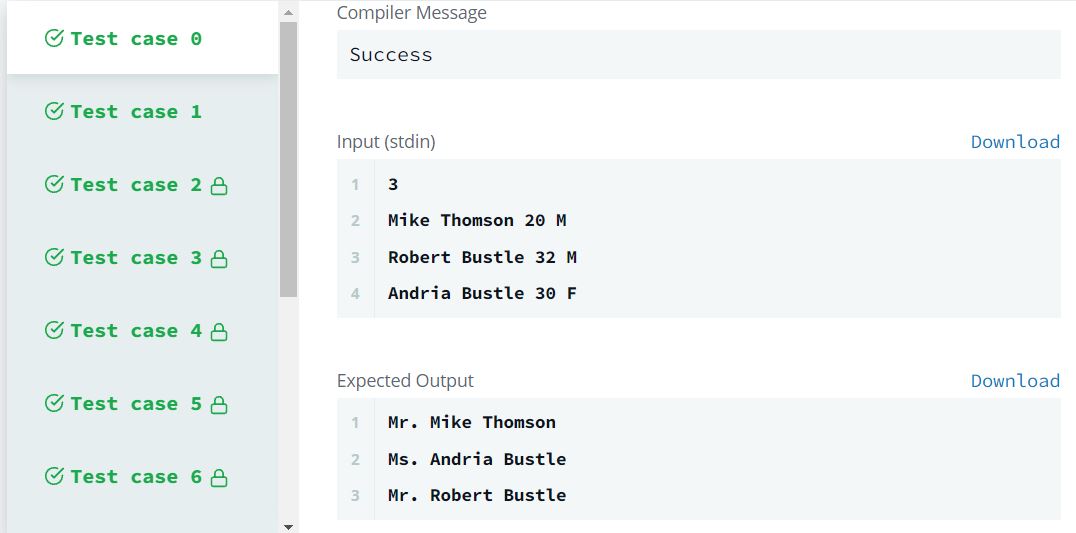 Test case 0
Test case 1
Test case 2
Test case 3
Test case 4
Test case 5
Test case 6
Compiler Message
Success
Input (stdin) Download
1 3
2 Mike Thomson 20 M
3 Robert Bustle 32 M
4 Andria Bustle 30 F
Expected Output Download
1 Mr. Mike Thomson
2 Ms. Andria Bustle
3 Mr. Robert Bustle